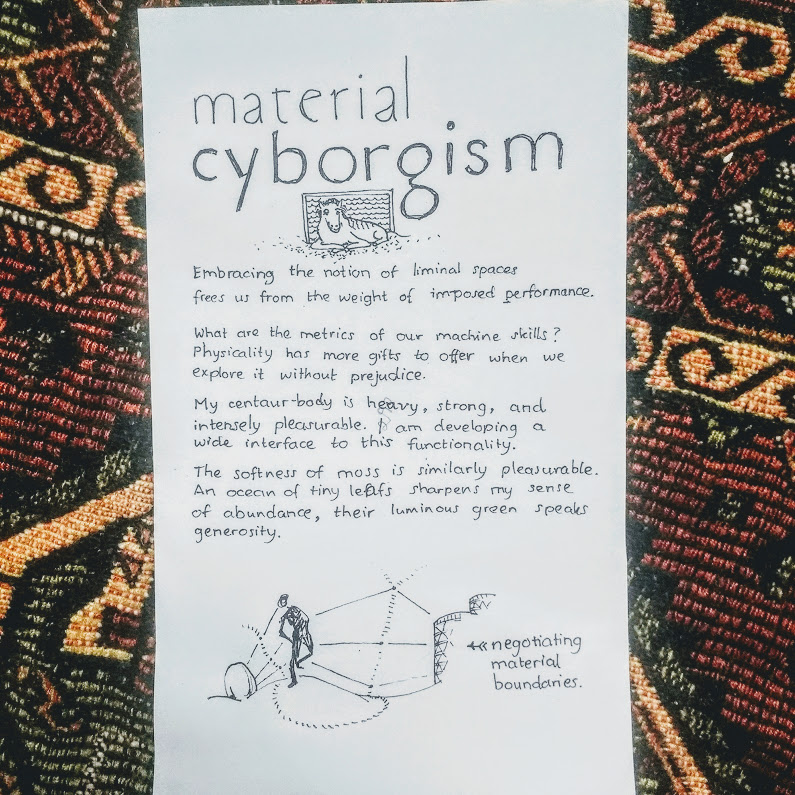 material
cyborgism
Embracing the notion of liminal spaces
frees us from the weight of imposed performance.
What are the metrics of our machine skills?
Physicality has more gifts to offer when we
explore it without prejudice.
My centaur-body is heavy, strong, and
intensely pleasurable. I am developing a
wide interface to this functionality.
The softness of moss is similarly pleasurable.
An ocean of tiny leafs sharpens my sense
of abundance, their luminous green speaks
generosity.
negotiating
material
boundaries.